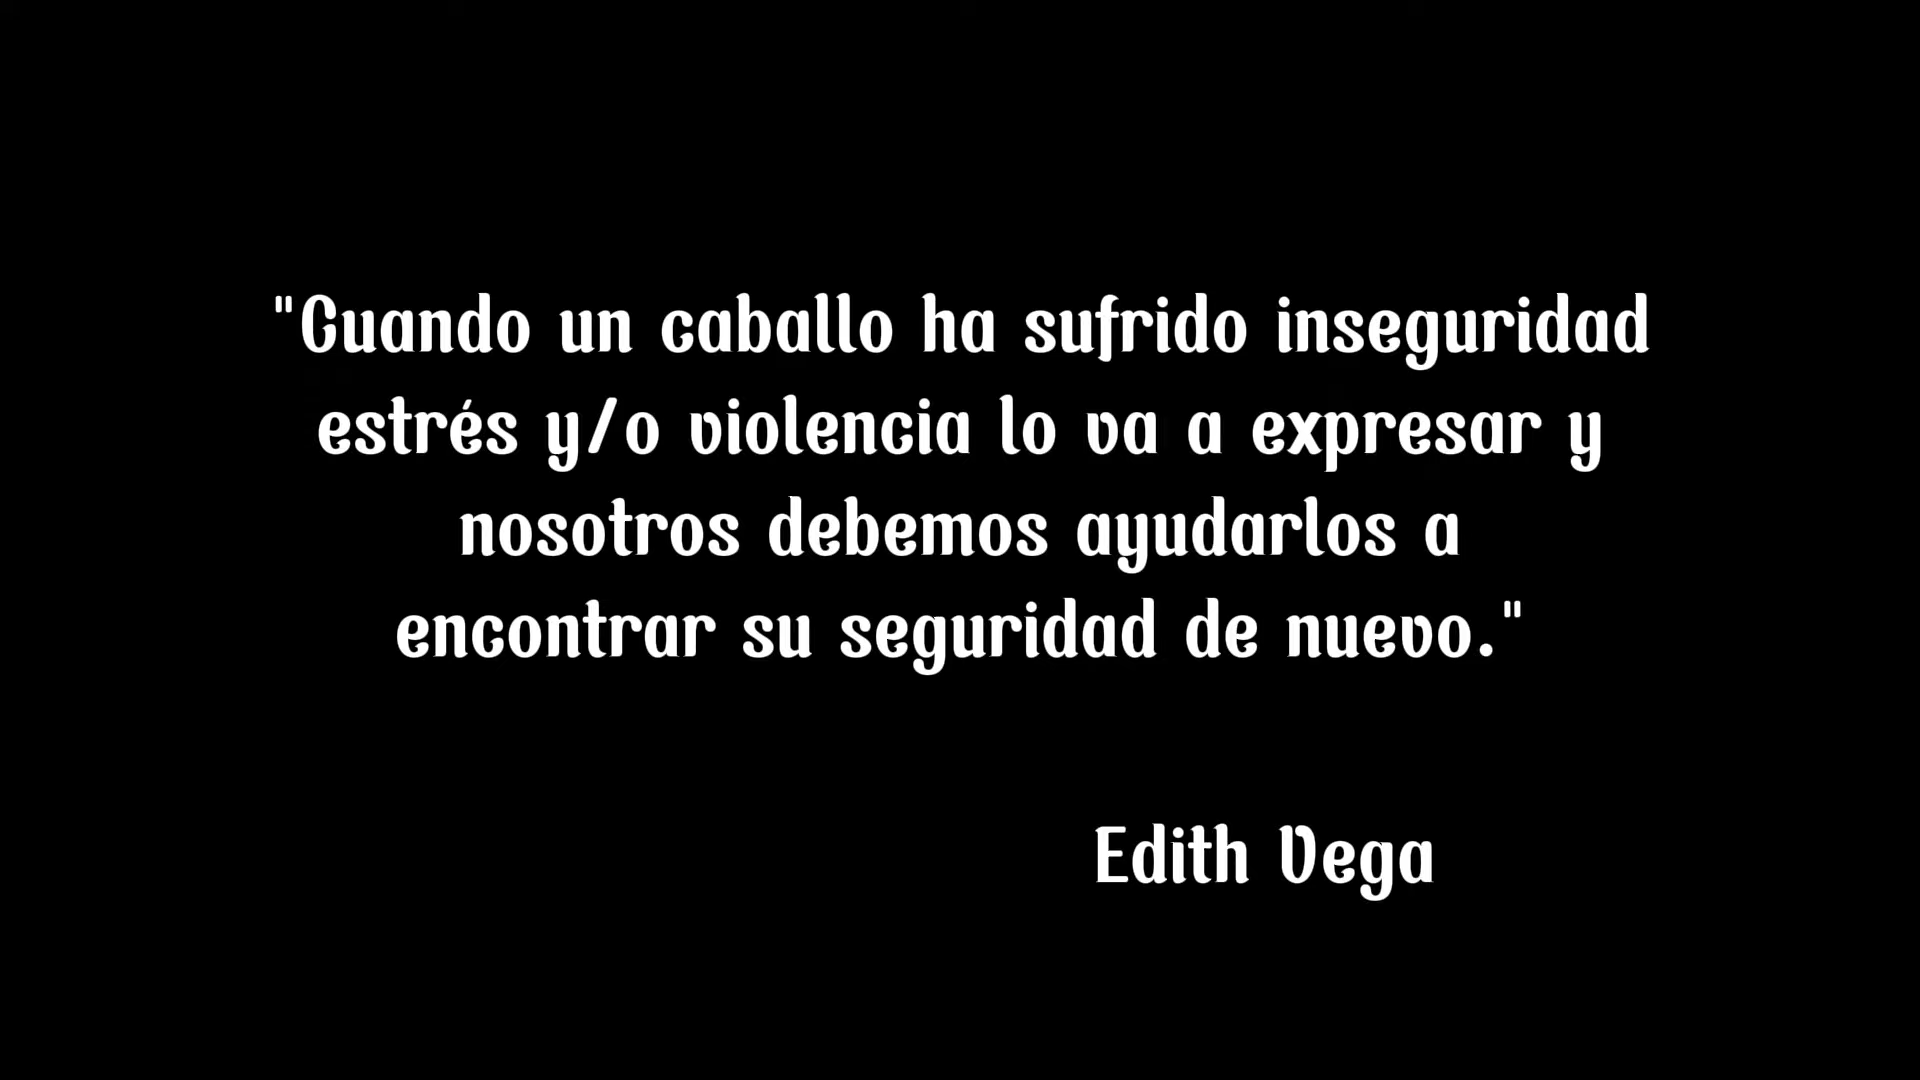 "Cuando un caballo ha sufrido inseguridad
estrés y/o violencia lo va a expresar y
nosotros debemos ayudarlos a
encontrar su seguridad de nuevo."
Edith Vega